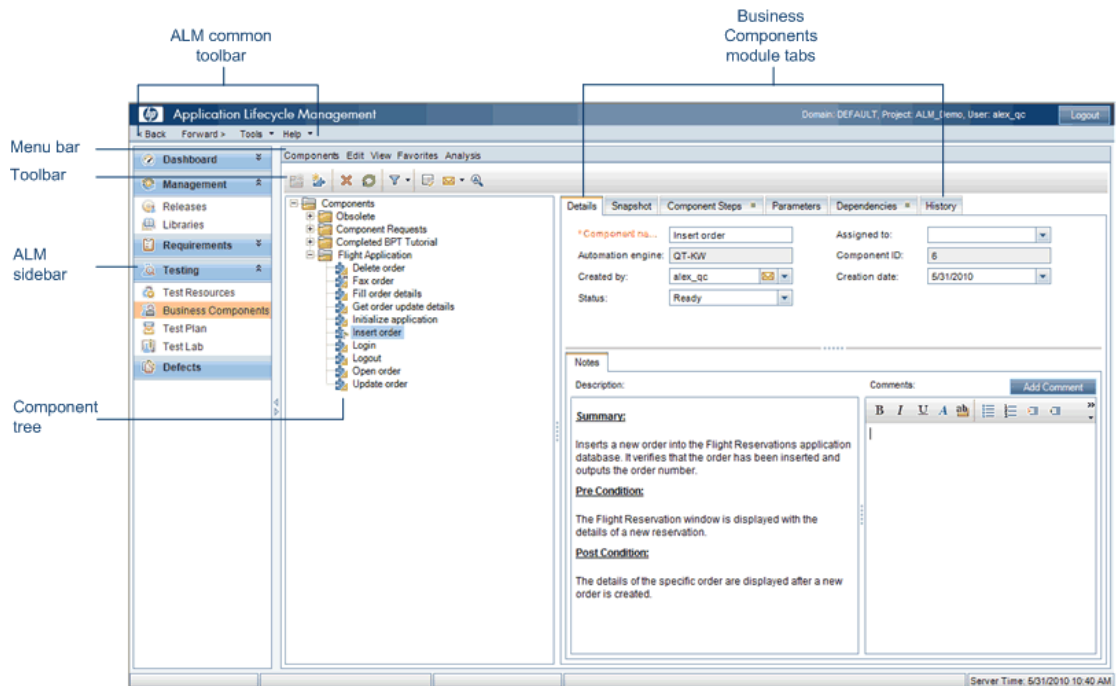 ALM common
toolbar
Business
Components
module tabs
hp Application Lifecycle Management
Domain: DEFAULT, Project: ALM_Demo, User: alex_qc
Logout
< Back Forward > Tools Help
Menu bar
Toolbar
ALM
sidebar
Component
tree
Dashboard
Management
Releases
Libraries
Requirements
Testing
Test Resources
Business Components
Test Plan
Test Lab
Defects
Components Edit View Favorites Analysis
Components
Obsolete
Component Requests
Completed BPT Tutorial
Flight Application
Delete order
Fax order
Fill order details
Get order update details
Initialize application
Insert order
Login
Logout
Open order
Update order
Details Snapshot Component Steps Parameters Dependencies History
*Component na... Insert order
Assigned to:
Automation engine: QT-KW
Component ID: 6
Created by: alex_qc
Creation date: 5/31/2010
Status: Ready
Notes
Description:
Summary:
Inserts a new order into the Flight Reservations application
database. It verifies that the order has been inserted and
outputs the order number.
Pre Condition:
The Flight Reservation window is displayed with the
details of a new reservation.
Post Condition:
The details of the specific order are displayed after a new
order is created.
Comments:
Add Comment
B I U A ab
Server Time: 5/31/2010 10:40 AM